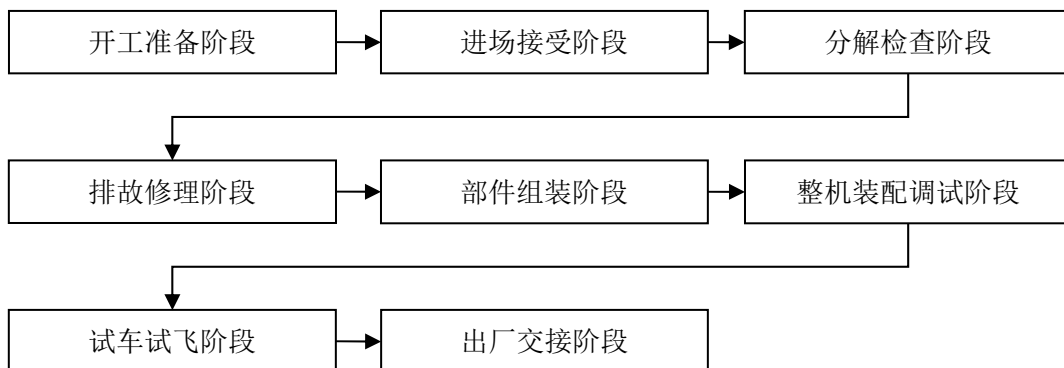 开工准备阶段
进场接受阶段
分解检查阶段
排故修理阶段
部件组装阶段
整机装配调试阶段
试车试飞阶段
出厂交接阶段